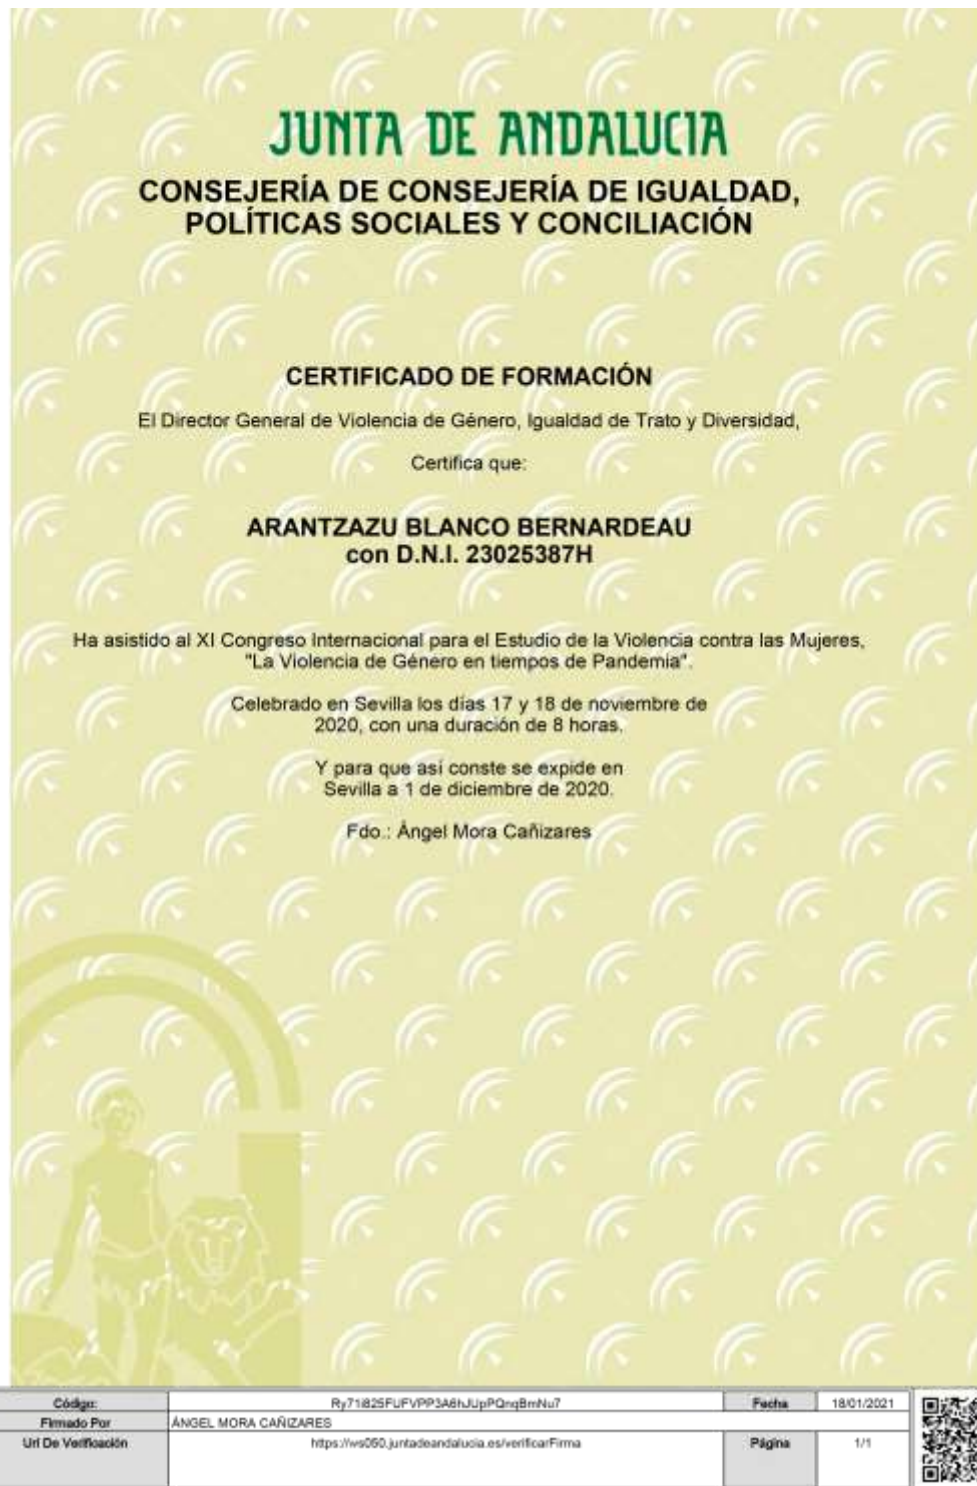 JUNTA DE ANDALUCIA
CONSEJERÍA DE CONSEJERÍA DE IGUALDAD,
POLÍTICAS SOCIALES Y CONCILIACIÓN
CERTIFICADO DE FORMACIÓN
El Director General de Violencia de Género, Igualdad de Trato y Diversidad,
Certifica que:
ARANTZAZU BLANCO BERNARDEAU
con D.N.I. 23025387H
Ha asistido al XI Congreso Internacional para el Estudio de la Violencia contra las Mujeres,
"La Violencia de Género en tiempos de Pandemia".
Celebrado en Sevilla los días 17 y 18 de noviembre de
2020, con una duración de 8 horas.
Y para que así conste se expide en
Sevilla a 1 de diciembre de 2020.
Fdo.: Ángel Mora Cañizares
Código: Ry71i825FUFVPP3A6hJUpPQnqBmNu7 Fecha 18/01/2021
Firmado Por ÁNGEL MORA CAÑIZARES
Url De Verificación https://ws050.juntadeandalucia.es/verificarFirma Página 1/1